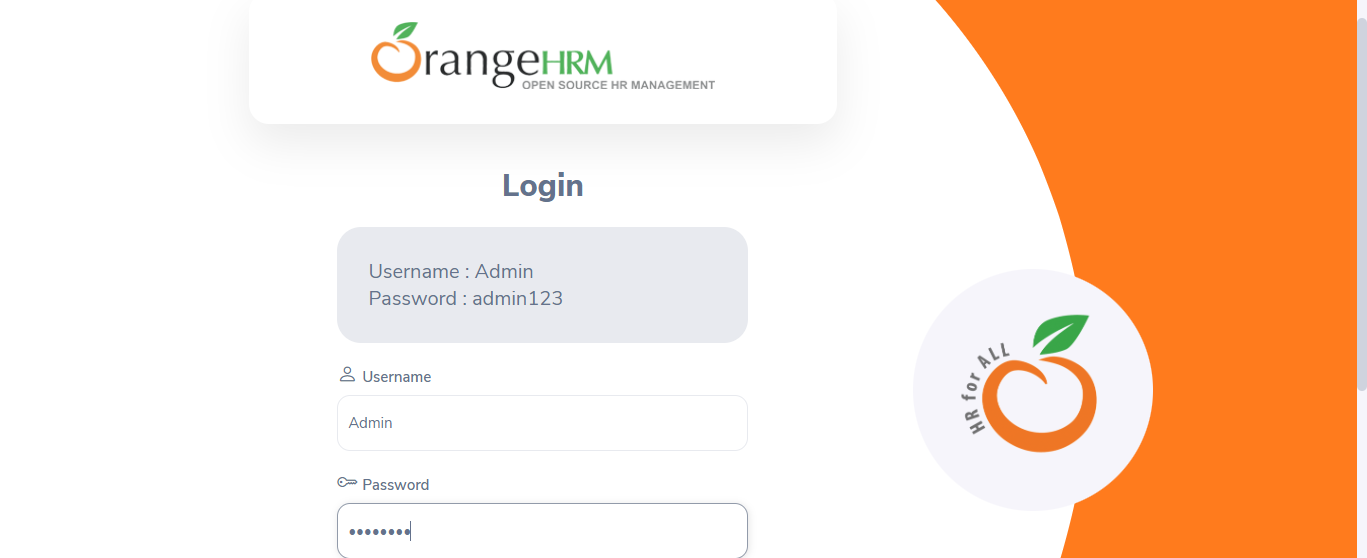 OrangeHRM
OPEN SOURCE HR MANAGEMENT
Login
Username : Admin
Password : admin123
Username
Admin
Password
••••••••
HR for ALL